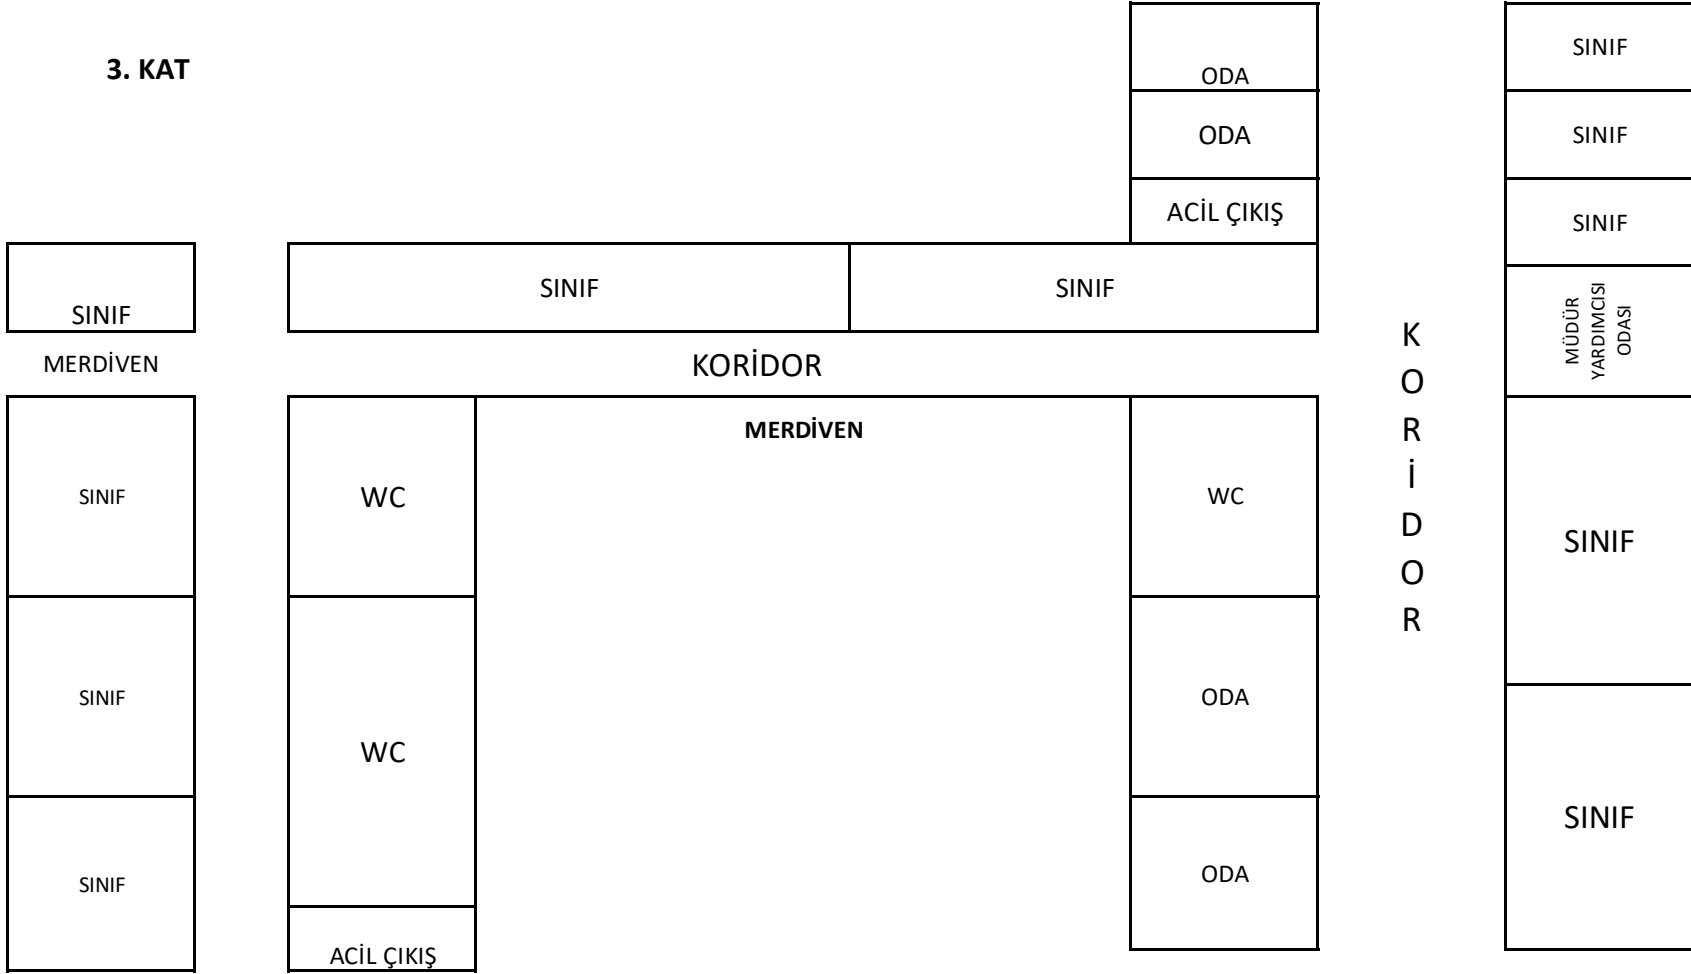 3. KAT
ODA
SINIF
ODA
SINIF
ACİL ÇIKIŞ
SINIF
SINIF
SINIF
SINIF
MÜDÜR
YARDIMCISI
ODASI
MERDİVEN
KORİDOR
K
O
R
İ
D
O
R
MERDİVEN
SINIF
WC
WC
SINIF
SINIF
WC
ODA
SINIF
SINIF
ODA
ACİL ÇIKIŞ